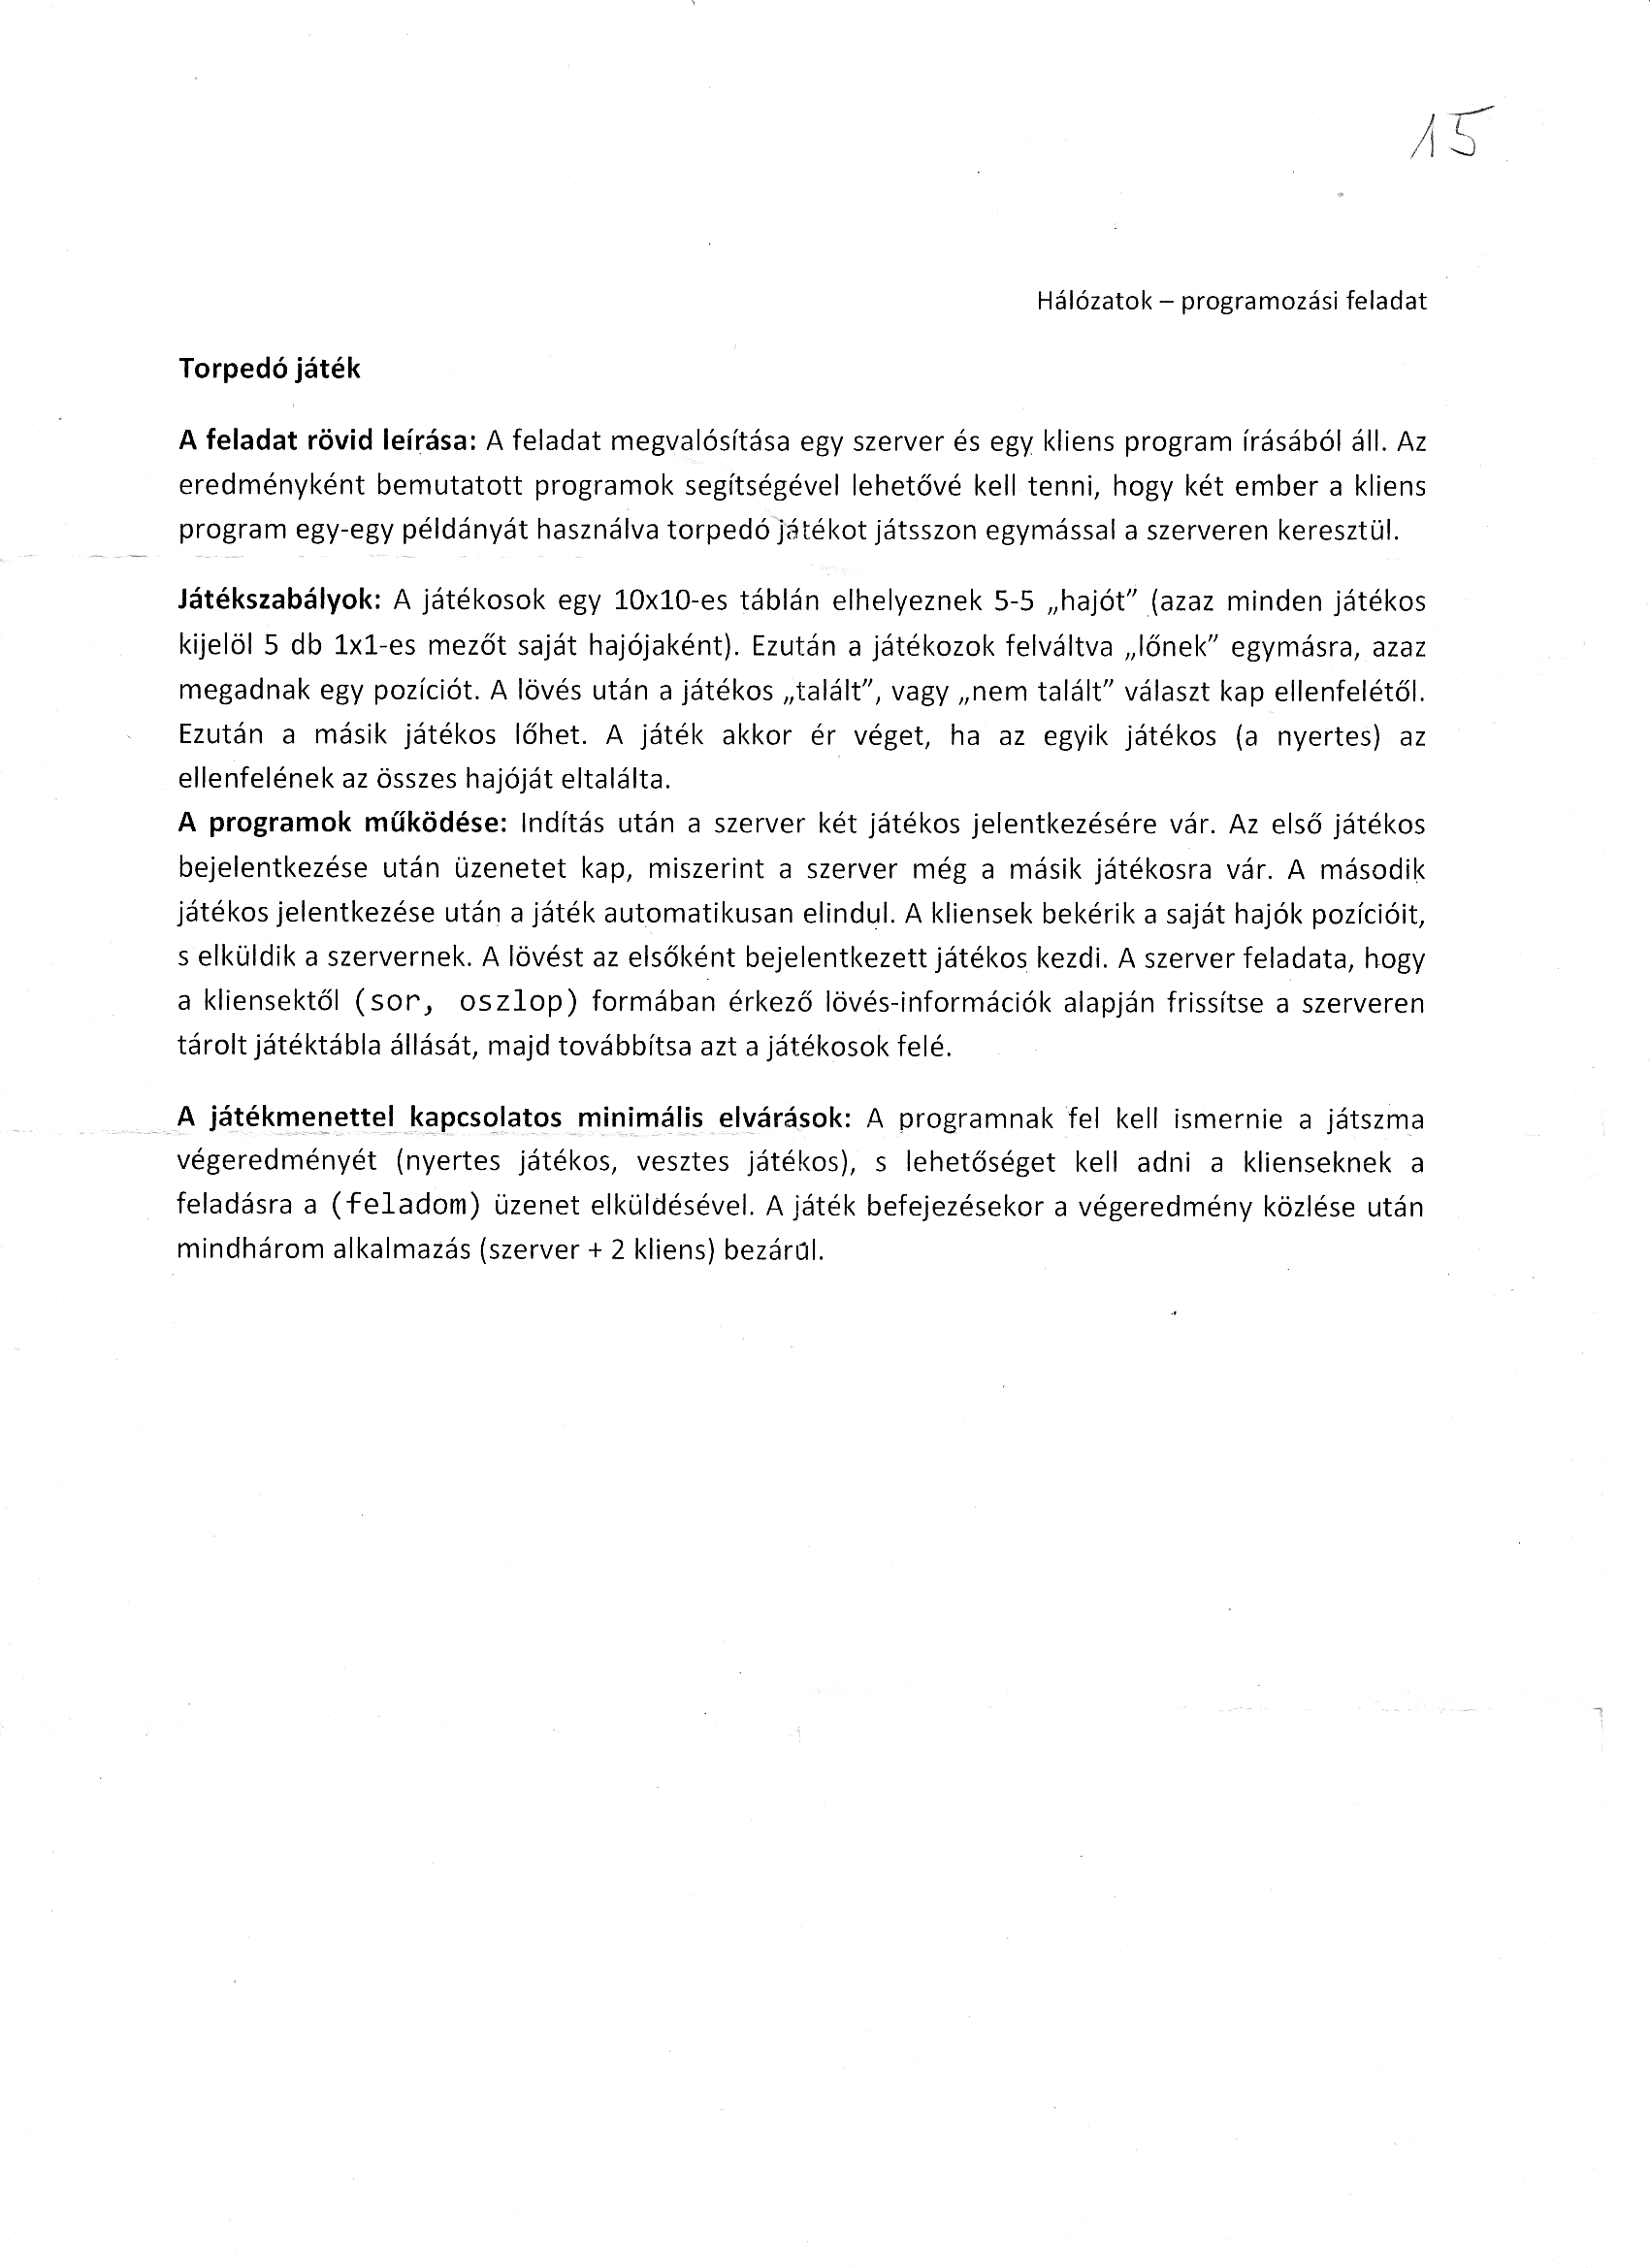 15
Hálózatok – programozási feladat
Torpedó játék
A feladat rövid leírása: A feladat megvalósítása egy szerver és egy kliens program írásából áll. Az
eredményként bemutatott programok segítségével lehetővé kell tenni, hogy két ember a kliens
program egy-egy példányát használva torpedó játékot játsszon egymással a szerveren keresztül.
Játékszabályok: A játékosok egy 10x10-es táblán elhelyeznek 5-5 „hajót” (azaz minden játékos
kijelöl 5 db 1x1-es mezőt saját hajójaként). Ezután a játékozok felváltva „lőnek” egymásra, azaz
megadnak egy pozíciót. A lövés után a játékos „talált”, vagy „nem talált” választ kap ellenfelétől.
Ezután a másik játékos lőhet. A játék akkor ér véget, ha az egyik játékos (a nyertes) az
ellenfelének az összes hajóját eltalálta.
A programok működése: Indítás után a szerver két játékos jelentkezésére vár. Az első játékos
bejelentkezése után üzenetet kap, miszerint a szerver még a másik játékosra vár. A második
játékos jelentkezése után a játék automatikusan elindul. A kliensek bekérik a saját hajók pozícióit,
s elküldik a szervernek. A lövést az elsőként bejelentkezett játékos kezdi. A szerver feladata, hogy
a kliensektől (sor, oszlop) formában érkező lövés-információk alapján frissítse a szerveren
tárolt játéktábla állását, majd továbbítsa azt a játékosok felé.
A játékmenettel kapcsolatos minimális elvárások: A programnak fel kell ismernie a játszma
végeredményét (nyertes játékos, vesztes játékos), s lehetőséget kell adni a klienseknek a
feladásra a (feladom) üzenet elküldésével. A játék befejezésekor a végeredmény közlése után
mindhárom alkalmazás (szerver + 2 kliens) bezárul.